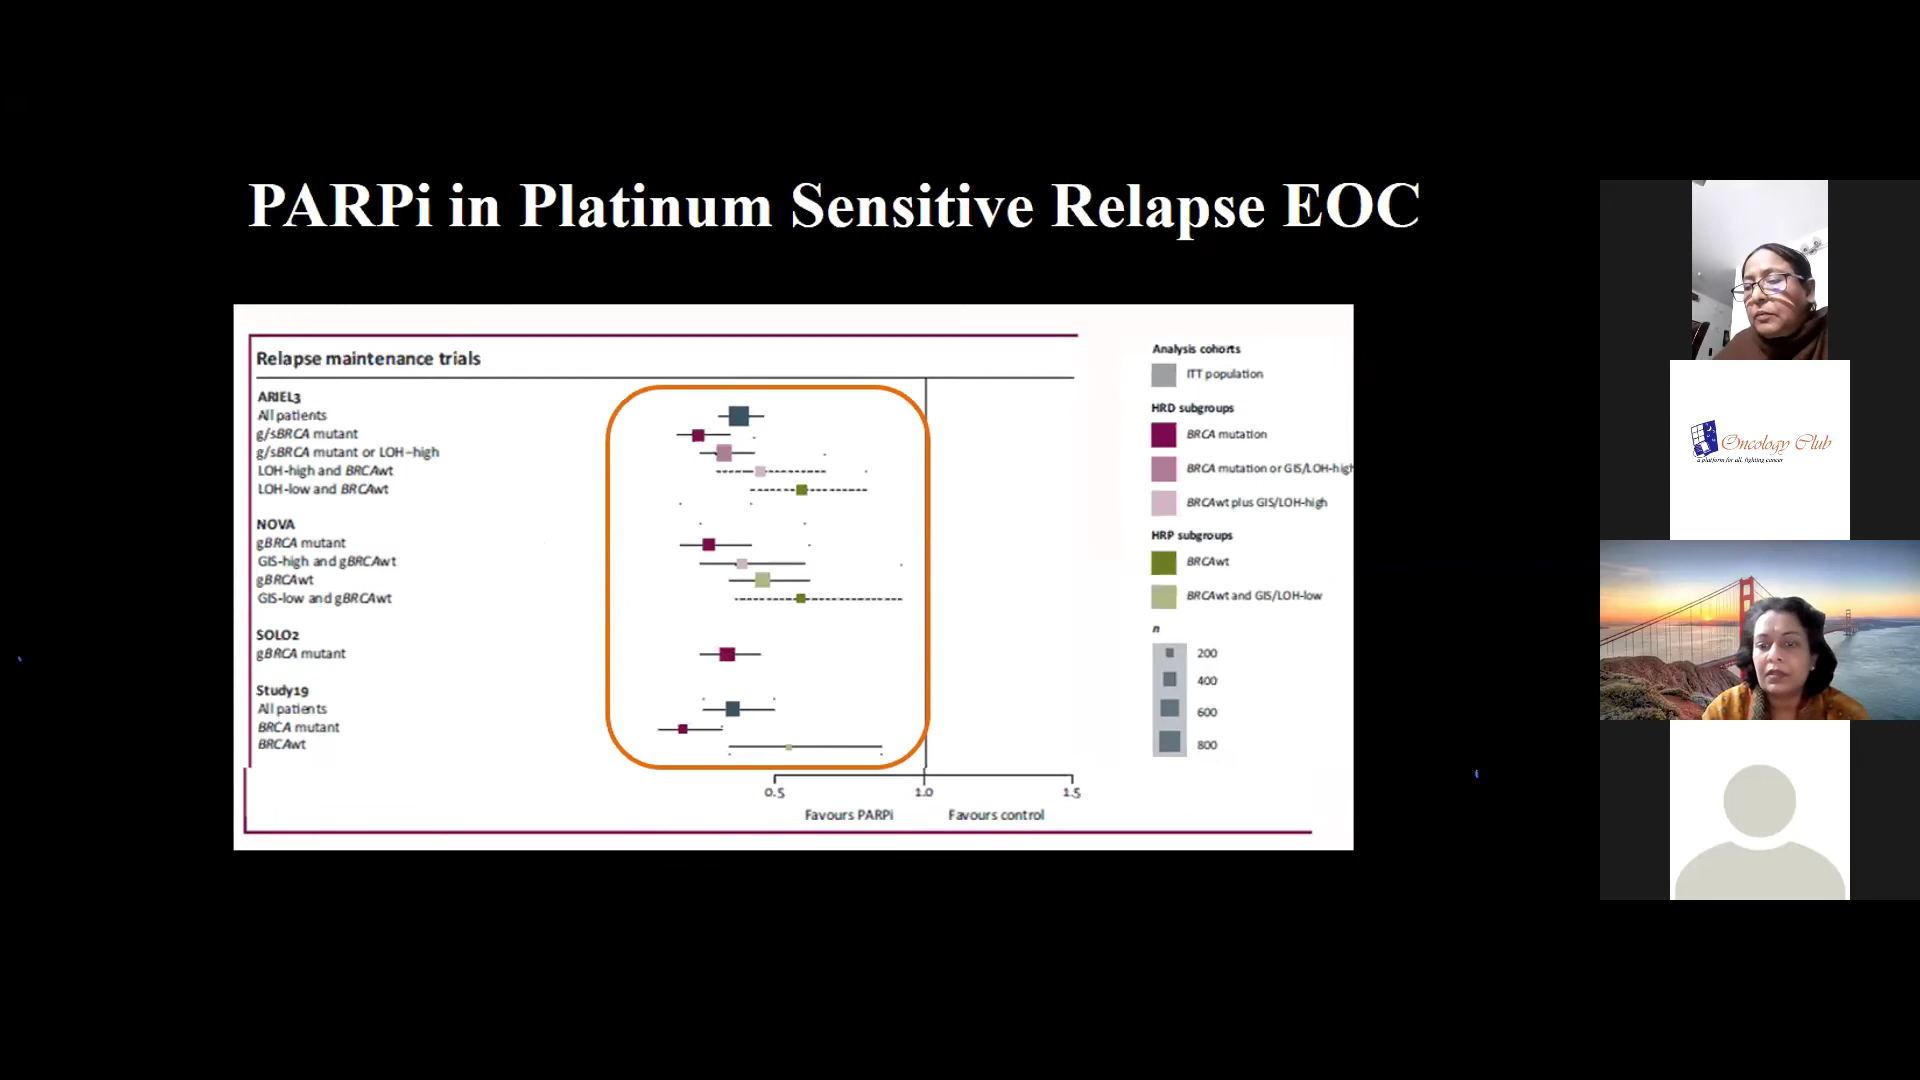 PARPi in Platinum Sensitive Relapse EOC
Relapse maintenance trials
ARIEL3
All patients
g/sBRCA mutant
g/sBRCA mutant or LOH-high
LOH-high and BRCAwt
LOH-low and BRCAwt
NOVA
gBRCA mutant
GIS-high and gBRCAwt
gBRCAwt
GIS-low and gBRCAwt
SOLO2
gBRCA mutant
Study19
All patients
BRCA mutant
BRCAwt
0.5
1.0
1.5
Favours PARPi
Favours control
Analysis cohorts
ITT population
HRD subgroups
BRCA mutation
BRCA mutation or GIS/LOH-high
BRCAwt plus GIS/LOH-high
HRP subgroups
BRCAwt
BRCAwt and GIS/LOH-low
n
200
400
600
800
Oncology Club
a platform for all, fighting cancer